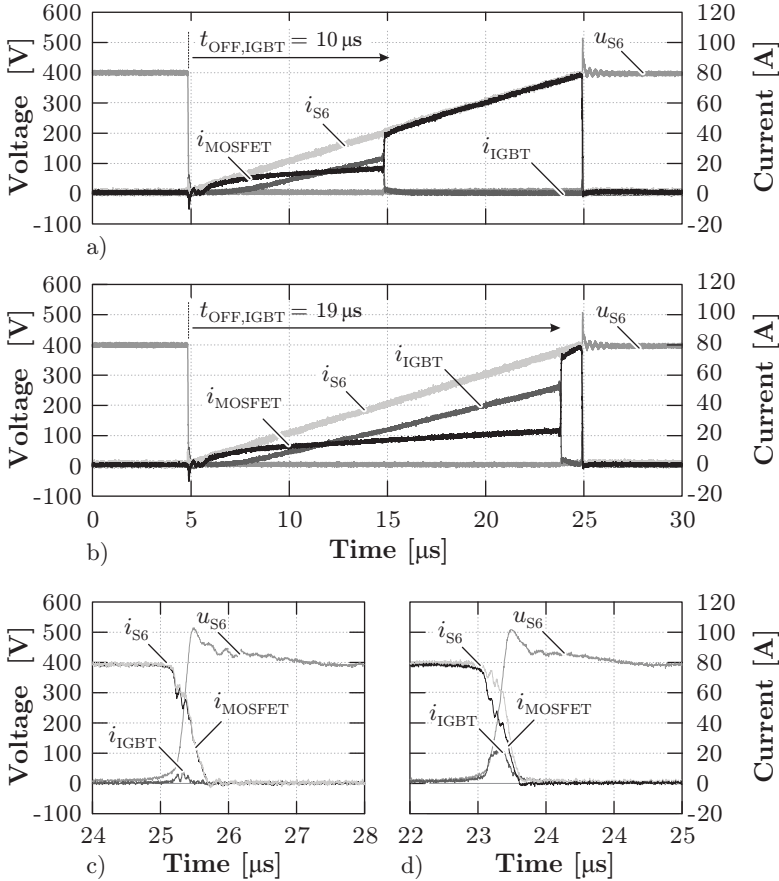 600 120
500 t_OFF,IGBT = 10 µs u_S6 100
400 80
300 i_S6 60
200 i_MOSFET 40
100 i_IGBT 20
0 0
-100 -20
Voltage [V]
Current [A]
a)
600 120
500 t_OFF,IGBT = 19 µs u_S6 100
400 i_IGBT 80
300 i_S6 60
200 i_MOSFET 40
100 20
0 0
-100 -20
Voltage [V]
Current [A]
0 5 10 15 20 25 30
b) Time [µs]
600 120
500 i_S6 u_S6 i_S6 u_S6 100
400 80
300 60
200 i_IGBT i_MOSFET i_IGBT i_MOSFET 40
100 20
0 0
-100 -20
Voltage [V]
Current [A]
24 25 26 27 28 22 23 24 24 25
c) Time [µs] d) Time [µs]